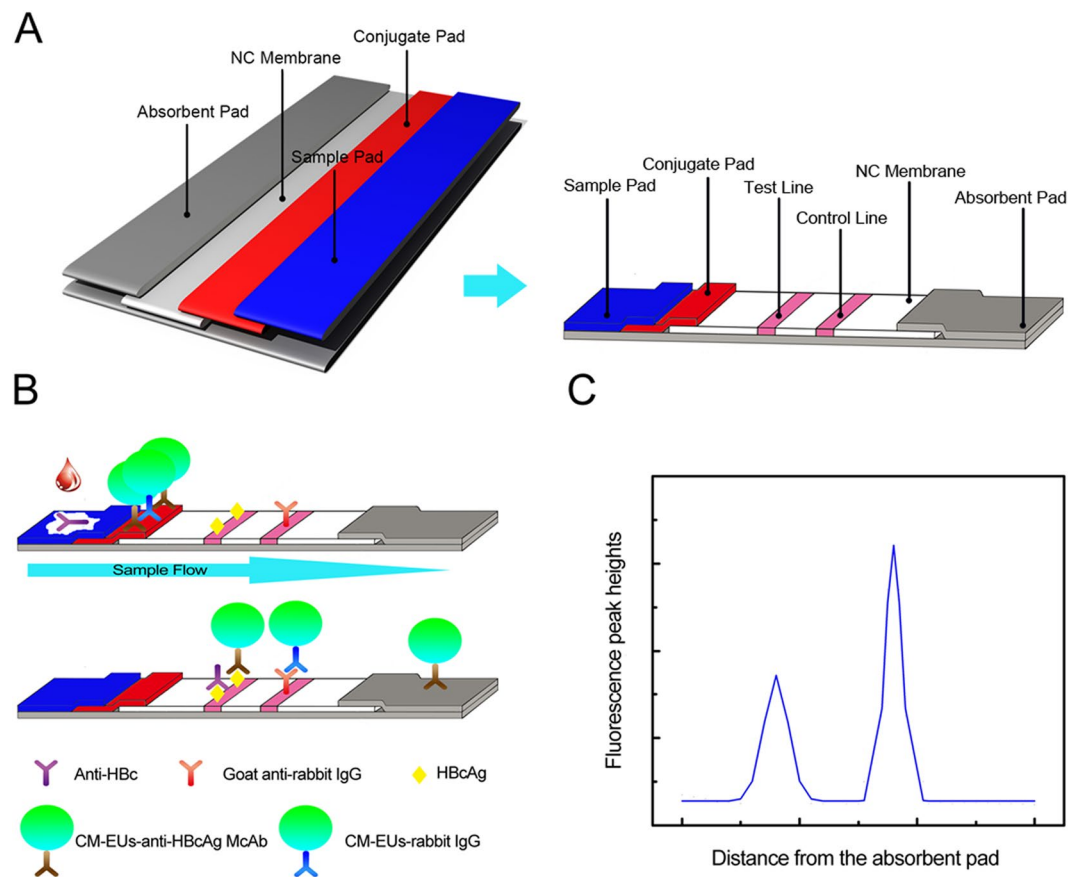 A
Conjugate Pad
NC Membrane
Absorbent Pad
Sample Pad
Conjugate Pad
NC Membrane
Sample Pad
Test Line
Absorbent Pad
Control Line
B
C
Sample Flow
Anti-HBc
Goat anti-rabbit IgG
HBcAg
CM-EUs-anti-HBcAg McAb
CM-EUs-rabbit IgG
Fluorescence peak heights
Distance from the absorbent pad